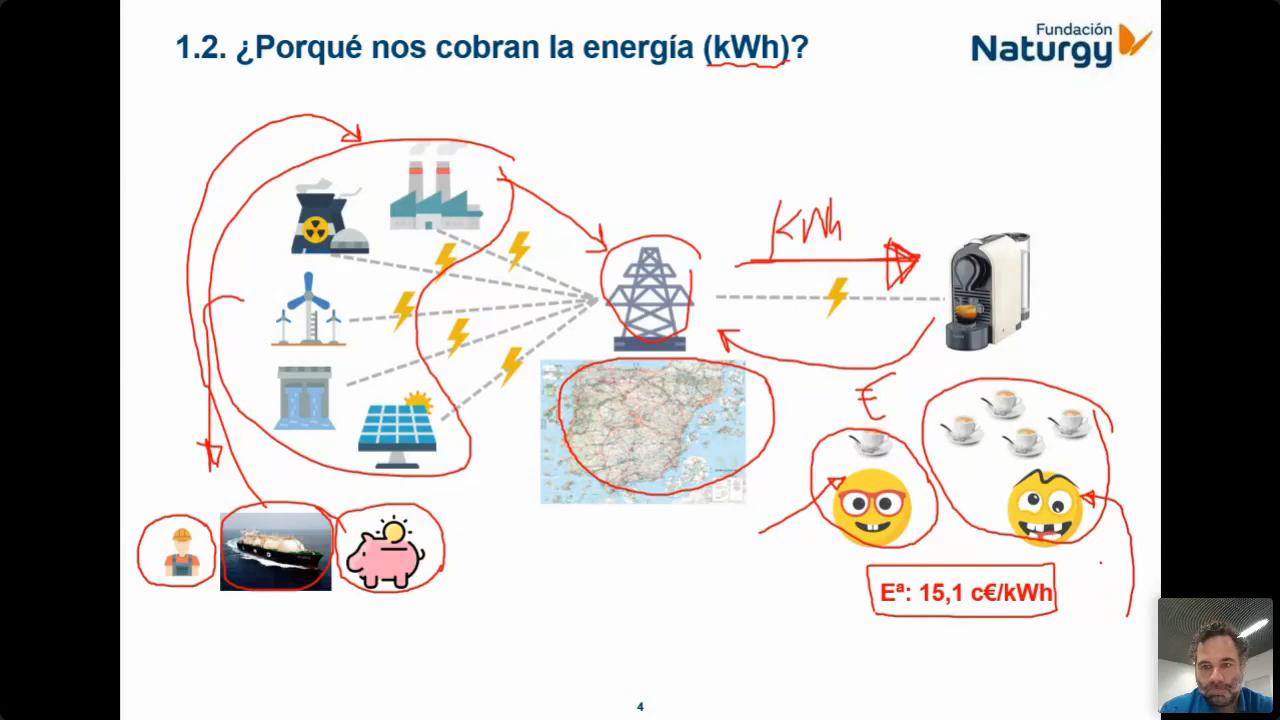 1.2. ¿Porqué nos cobran la energía (kWh)?
Fundación
Naturgy
kWh
€
Eª: 15,1 c€/kWh
4